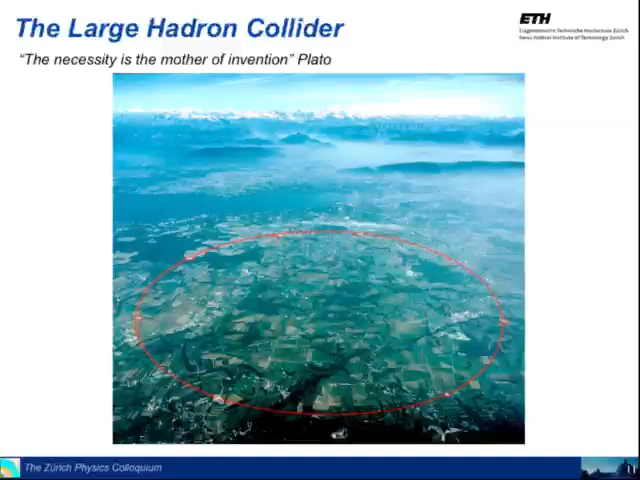 The Large Hadron Collider
ETH
Eidgenössische Technische Hochschule Zürich
Swiss Federal Institute of Technology Zurich
“The necessity is the mother of invention” Plato
The Zürich Physics Colloquium